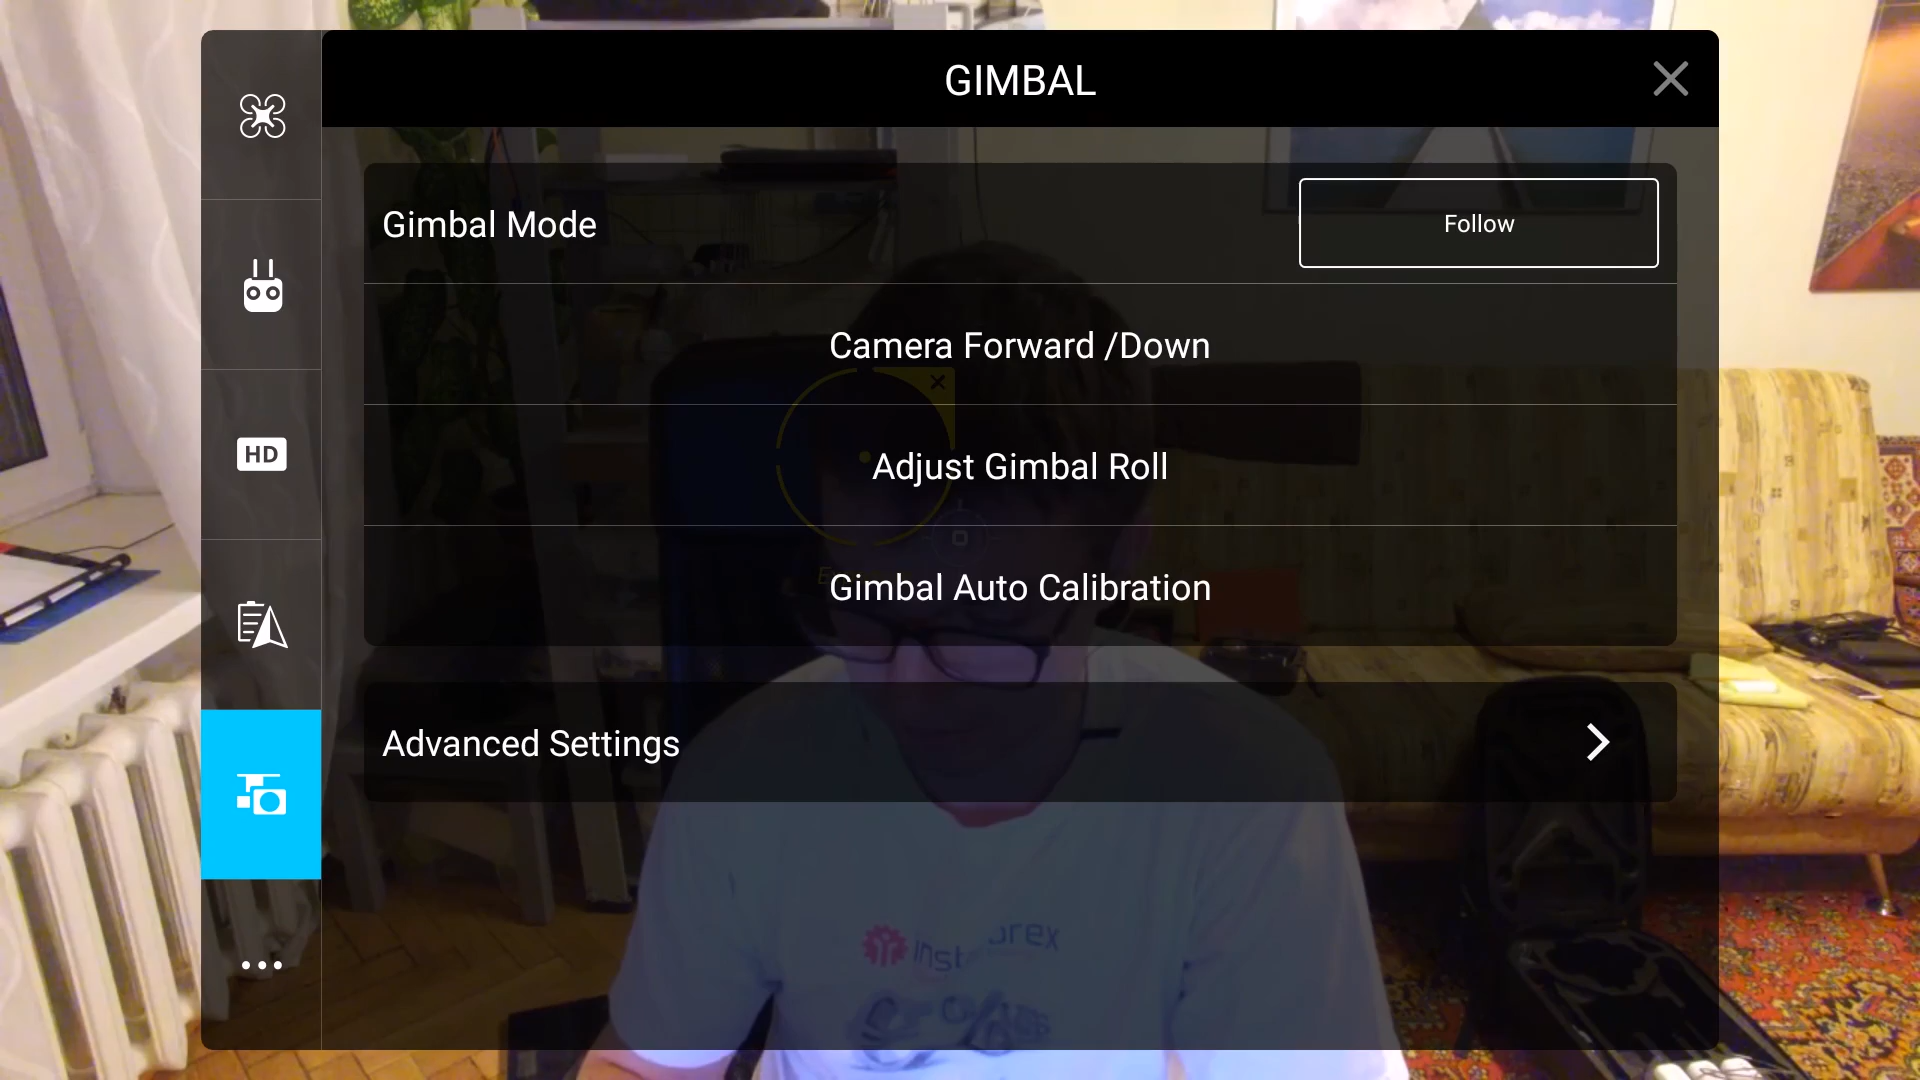 GIMBAL
Gimbal Mode
Follow
Camera Forward /Down
Adjust Gimbal Roll
HD
Gimbal Auto Calibration
Advanced Settings